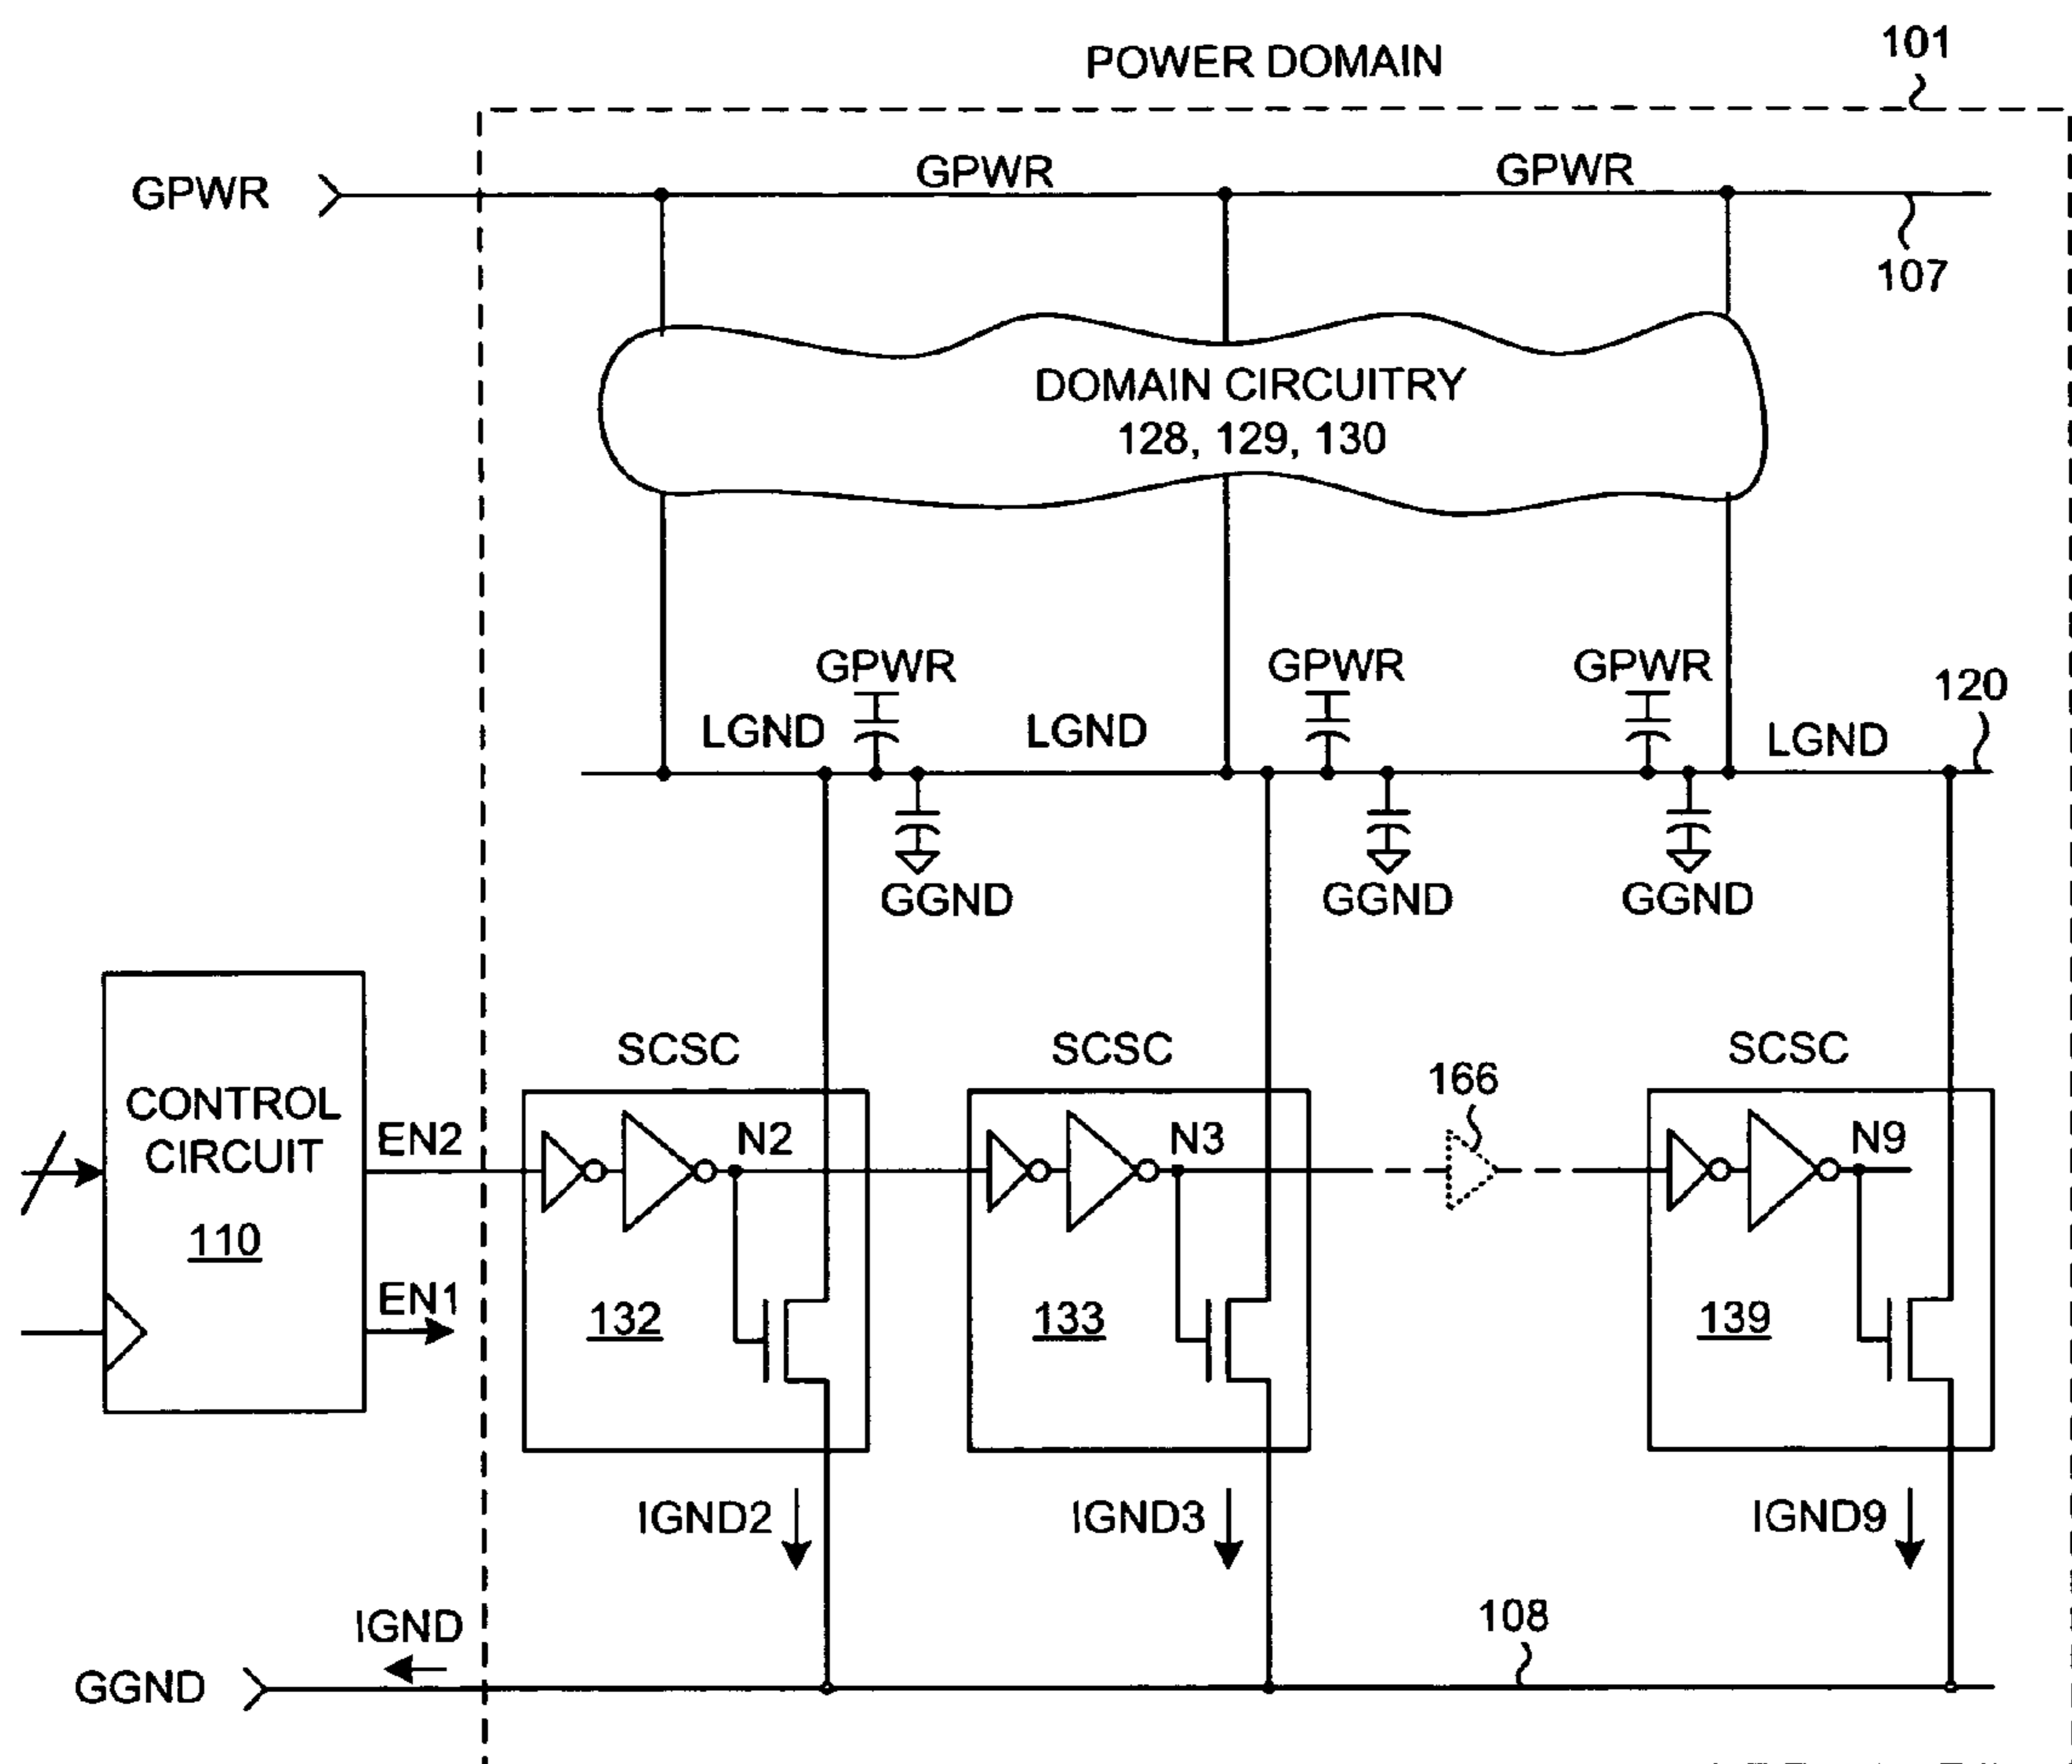 POWER DOMAIN
101
GPWR
GPWR
GPWR
107
DOMAIN CIRCUITRY
128, 129, 130
GPWR
GPWR
GPWR
120
LGND
LGND
LGND
GGND
GGND
GGND
SCSC
SCSC
SCSC
166
CONTROL
CIRCUIT
110
EN2
EN1
N2
N3
N9
132
133
139
IGND2
IGND3
IGND9
IGND
108
GGND